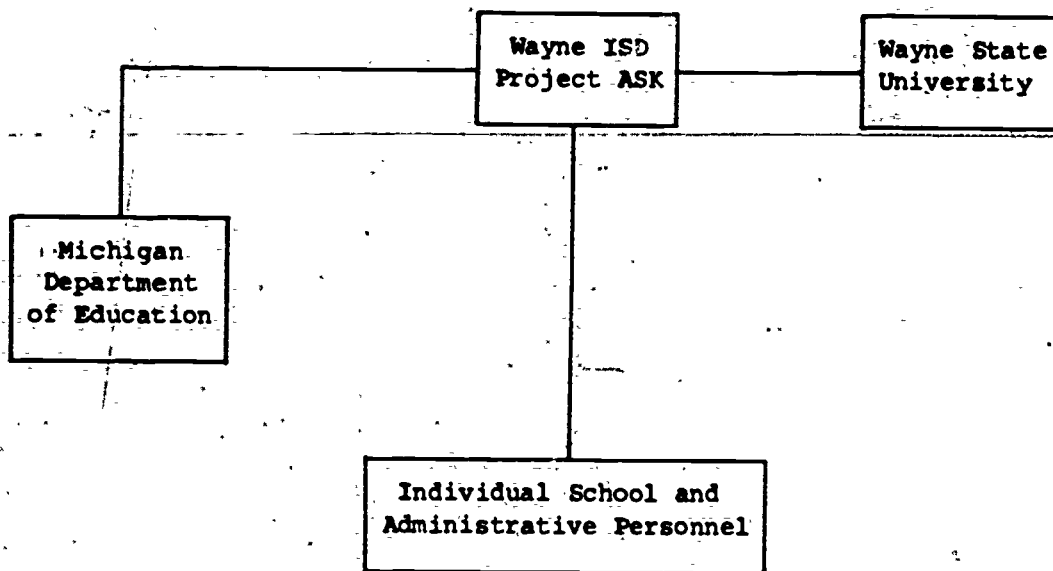 Wayne ISD
Project ASK
Wayne State
University
Michigan
Department
of Education
Individual School and
Administrative Personnel